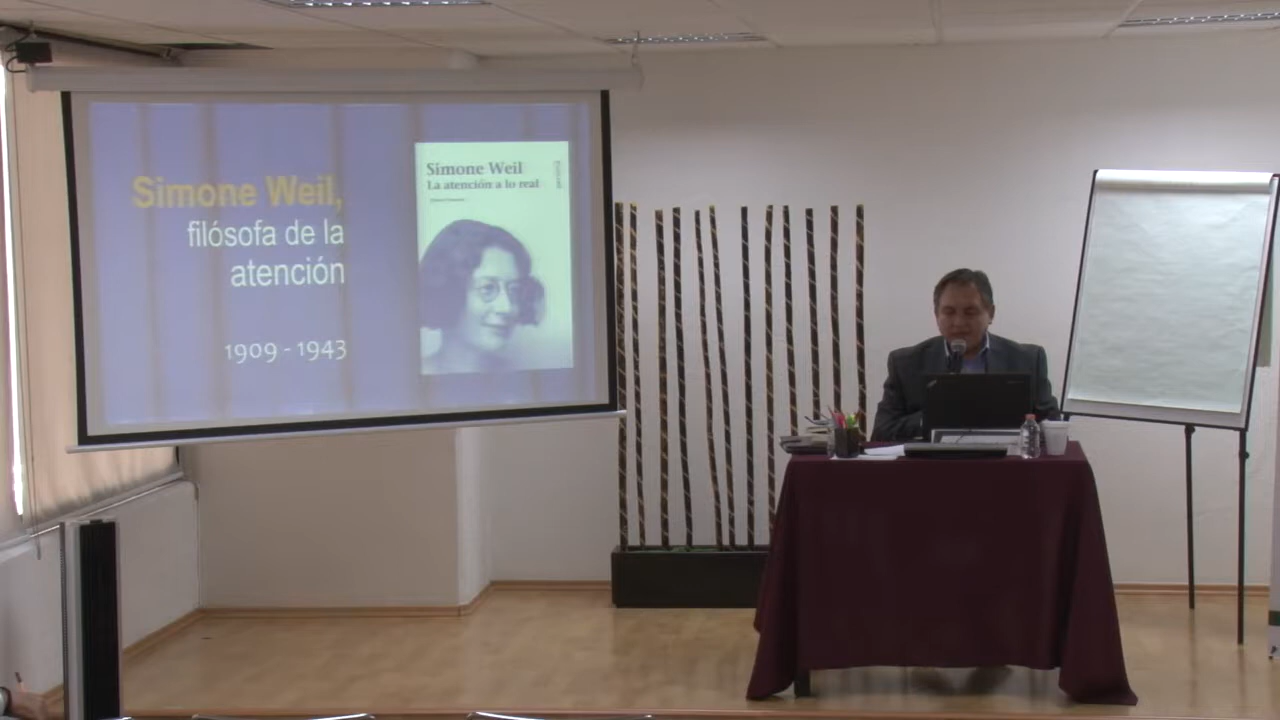 Simone Weil,
filósofa de la
atención
1909 - 1943
Simone Weil
La atención a lo real